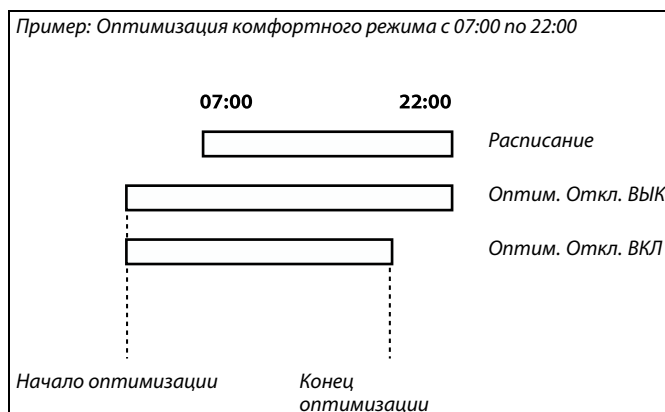 Пример: Оптимизация комфортного режима с 07:00 по 22:00
07:00 22:00
Расписание
Оптим. Откл. ВЫК
Оптим. Откл. ВКЛ
Начало оптимизации
Конец
оптимизации